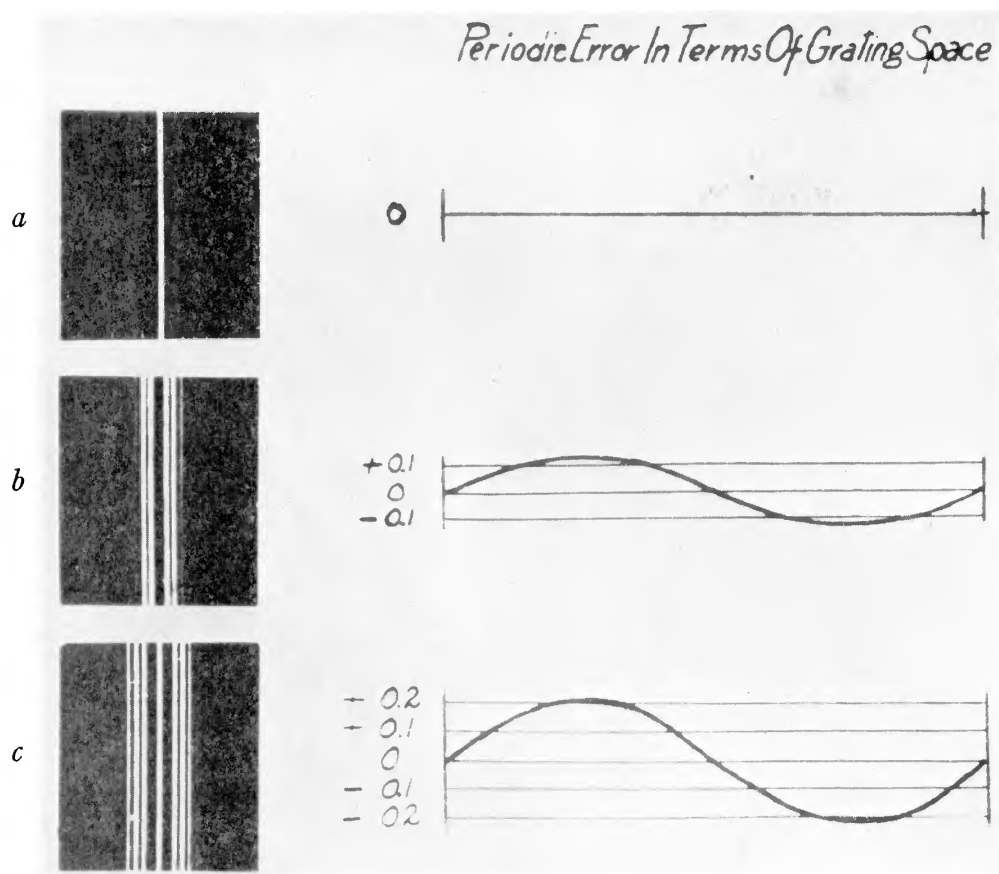 Periodic Error In Terms Of Grating Space
a
0
b
+ 0.1
0
- 0.1
c
+ 0.2
+ 0.1
0
- 0.1
- 0.2